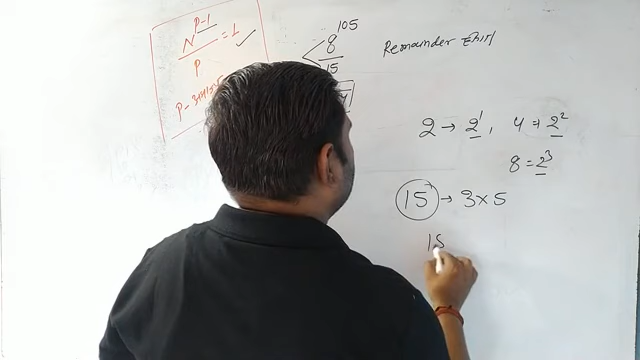 N^P-1
P
= 1 ✓
8^105
15
Remainder
2 → 2^1, 4 → 2^2
8 = 2^3
15 → 3×5
15